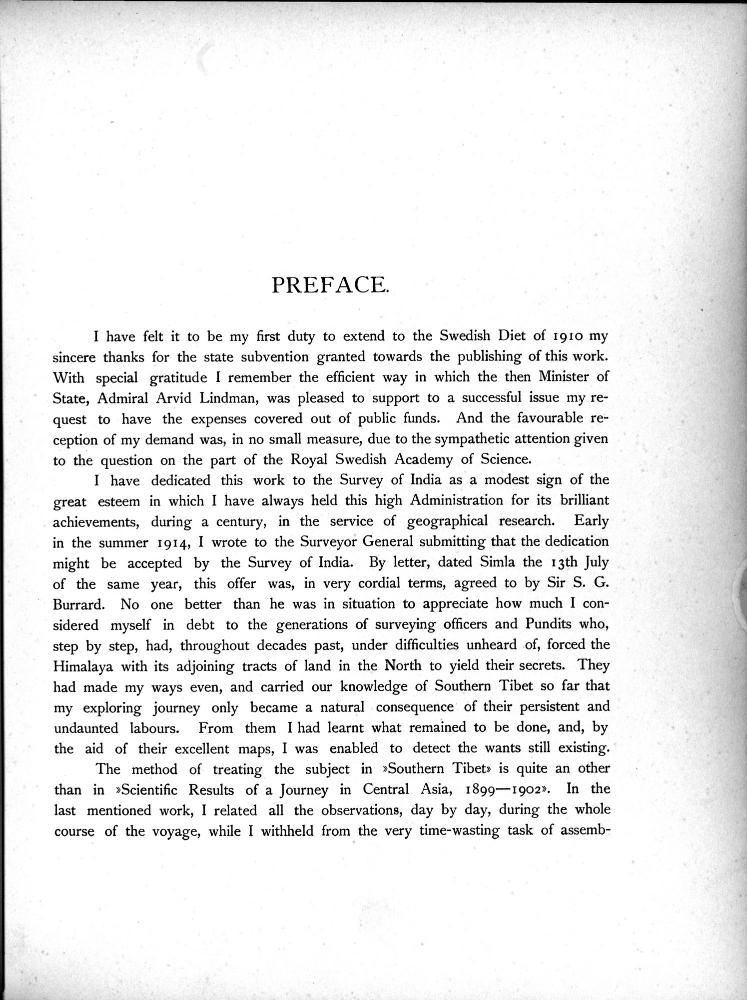 PREFACE.
I have felt it to be my first duty to extend to the Swedish Diet of 1910 my
sincere thanks for the state subvention granted towards the publishing of this work.
With special gratitude I remember the efficient way in which the then Minister of
State, Admiral Arvid Lindman, was pleased to support to a successful issue my re-
quest to have the expenses covered out of public funds. And the favourable re-
ception of my demand was, in no small measure, due to the sympathetic attention given
to the question on the part of the Royal Swedish Academy of Science.
I have dedicated this work to the Survey of India as a modest sign of the
great esteem in which I have always held this high Administration for its brilliant
achievements, during a century, in the service of geographical research. Early
in the summer 1914, I wrote to the Surveyor General submitting that the dedication
might be accepted by the Survey of India. By letter, dated Simla the 13th July
of the same year, this offer was, in very cordial terms, agreed to by Sir S. G.
Burrard. No one better than he was in situation to appreciate how much I con-
sidered myself in debt to the generations of surveying officers and Pundits who,
step by step, had, throughout decades past, under difficulties unheard of, forced the
Himalaya with its adjoining tracts of land in the North to yield their secrets. They
had made my ways even, and carried our knowledge of Southern Tibet so far that
my exploring journey only became a natural consequence of their persistent and
undaunted labours. From them I had learnt what remained to be done, and, by
the aid of their excellent maps, I was enabled to detect the wants still existing.
The method of treating the subject in »Southern Tibet» is quite an other
than in »Scientific Results of a Journey in Central Asia, 1899—1902». In the
last mentioned work, I related all the observations, day by day, during the whole
course of the voyage, while I withheld from the very time-wasting task of assemb-